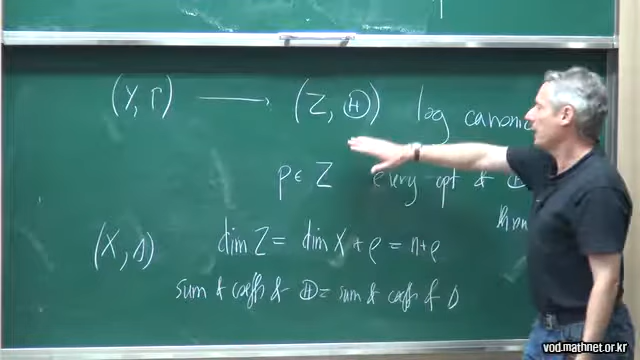 (Y, Γ) → (Z, Ⓗ) log canonic
p ∈ Z every cpt of
(X, Δ) dim Z = dim X + ρ = n+ρ
sum of coeffs of Ⓗ = sum of coeffs of Δ
vod.mathnet.or.kr